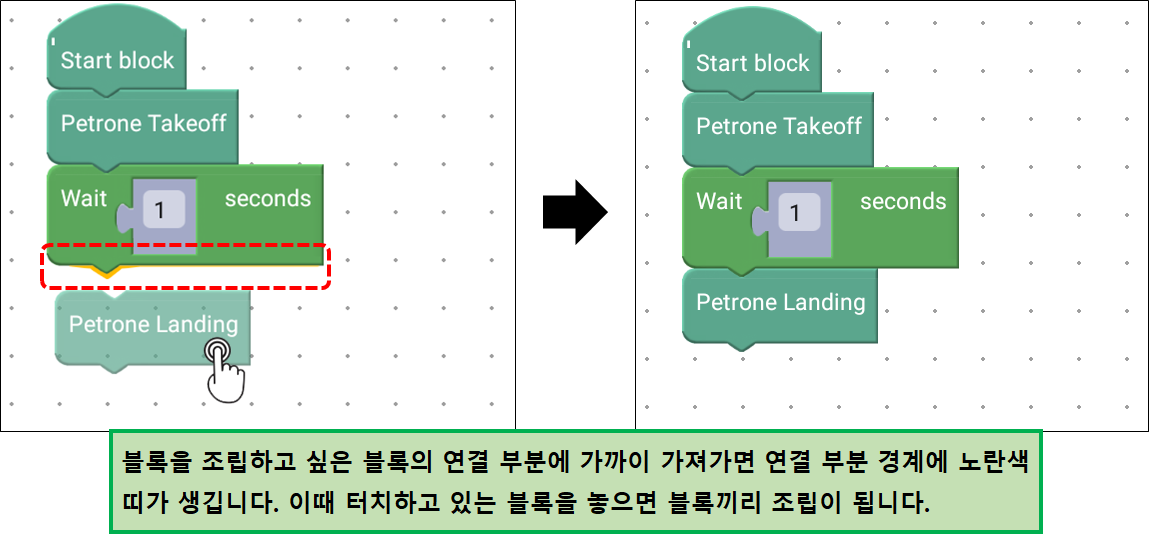 Start block
Petrone Takeoff
Wait 1 seconds
Petrone Landing
Start block
Petrone Takeoff
Wait 1 seconds
Petrone Landing
블록을 조립하고 싶은 블록의 연결 부분에 가까이 가져가면 연결 부분 경계에 노란색
띠가 생깁니다. 이때 터치하고 있는 블록을 놓으면 블록끼리 조립이 됩니다.